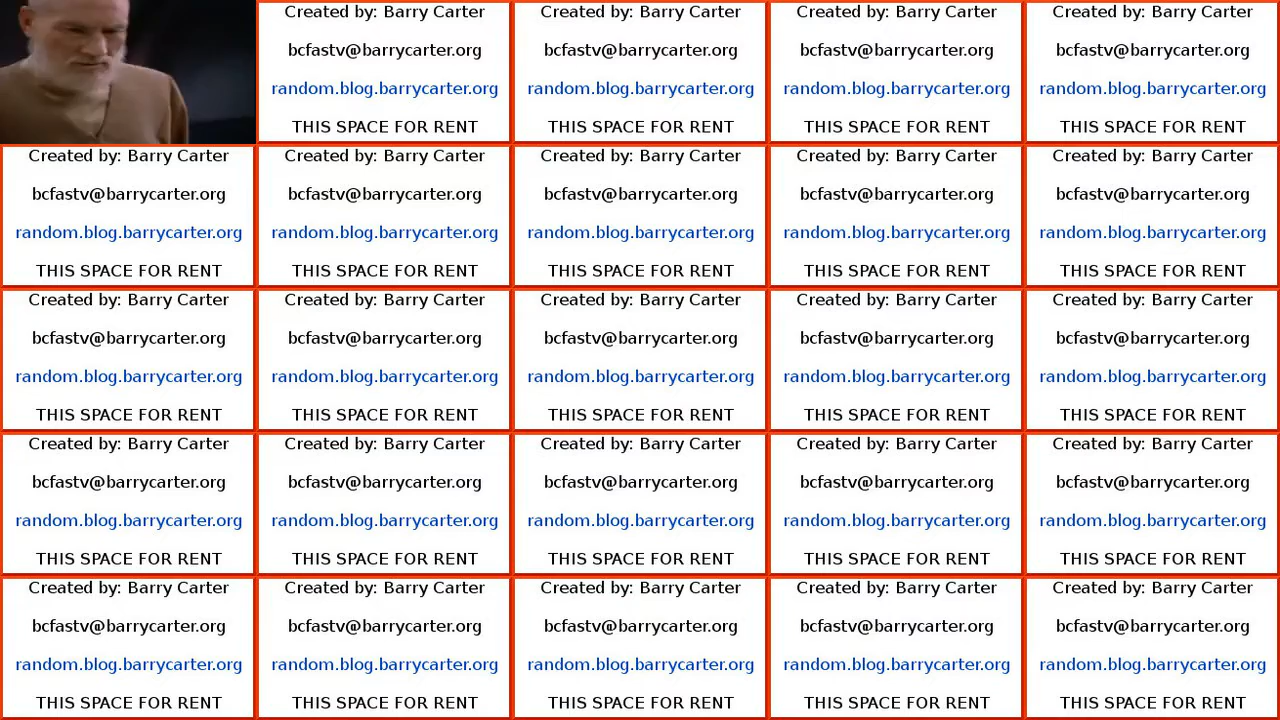 Created by: Barry Carter
bcfastv@barrycarter.org
random.blog.barrycarter.org
THIS SPACE FOR RENT
Created by: Barry Carter
bcfastv@barrycarter.org
random.blog.barrycarter.org
THIS SPACE FOR RENT
Created by: Barry Carter
bcfastv@barrycarter.org
random.blog.barrycarter.org
THIS SPACE FOR RENT
Created by: Barry Carter
bcfastv@barrycarter.org
random.blog.barrycarter.org
THIS SPACE FOR RENT
Created by: Barry Carter
bcfastv@barrycarter.org
random.blog.barrycarter.org
THIS SPACE FOR RENT
Created by: Barry Carter
bcfastv@barrycarter.org
random.blog.barrycarter.org
THIS SPACE FOR RENT
Created by: Barry Carter
bcfastv@barrycarter.org
random.blog.barrycarter.org
THIS SPACE FOR RENT
Created by: Barry Carter
bcfastv@barrycarter.org
random.blog.barrycarter.org
THIS SPACE FOR RENT
Created by: Barry Carter
bcfastv@barrycarter.org
random.blog.barrycarter.org
THIS SPACE FOR RENT
Created by: Barry Carter
bcfastv@barrycarter.org
random.blog.barrycarter.org
THIS SPACE FOR RENT
Created by: Barry Carter
bcfastv@barrycarter.org
random.blog.barrycarter.org
THIS SPACE FOR RENT
Created by: Barry Carter
bcfastv@barrycarter.org
random.blog.barrycarter.org
THIS SPACE FOR RENT
Created by: Barry Carter
bcfastv@barrycarter.org
random.blog.barrycarter.org
THIS SPACE FOR RENT
Created by: Barry Carter
bcfastv@barrycarter.org
random.blog.barrycarter.org
THIS SPACE FOR RENT
Created by: Barry Carter
bcfastv@barrycarter.org
random.blog.barrycarter.org
THIS SPACE FOR RENT
Created by: Barry Carter
bcfastv@barrycarter.org
random.blog.barrycarter.org
THIS SPACE FOR RENT
Created by: Barry Carter
bcfastv@barrycarter.org
random.blog.barrycarter.org
THIS SPACE FOR RENT
Created by: Barry Carter
bcfastv@barrycarter.org
random.blog.barrycarter.org
THIS SPACE FOR RENT
Created by: Barry Carter
bcfastv@barrycarter.org
random.blog.barrycarter.org
THIS SPACE FOR RENT
Created by: Barry Carter
bcfastv@barrycarter.org
random.blog.barrycarter.org
THIS SPACE FOR RENT
Created by: Barry Carter
bcfastv@barrycarter.org
random.blog.barrycarter.org
THIS SPACE FOR RENT
Created by: Barry Carter
bcfastv@barrycarter.org
random.blog.barrycarter.org
THIS SPACE FOR RENT
Created by: Barry Carter
bcfastv@barrycarter.org
random.blog.barrycarter.org
THIS SPACE FOR RENT
Created by: Barry Carter
bcfastv@barrycarter.org
random.blog.barrycarter.org
THIS SPACE FOR RENT